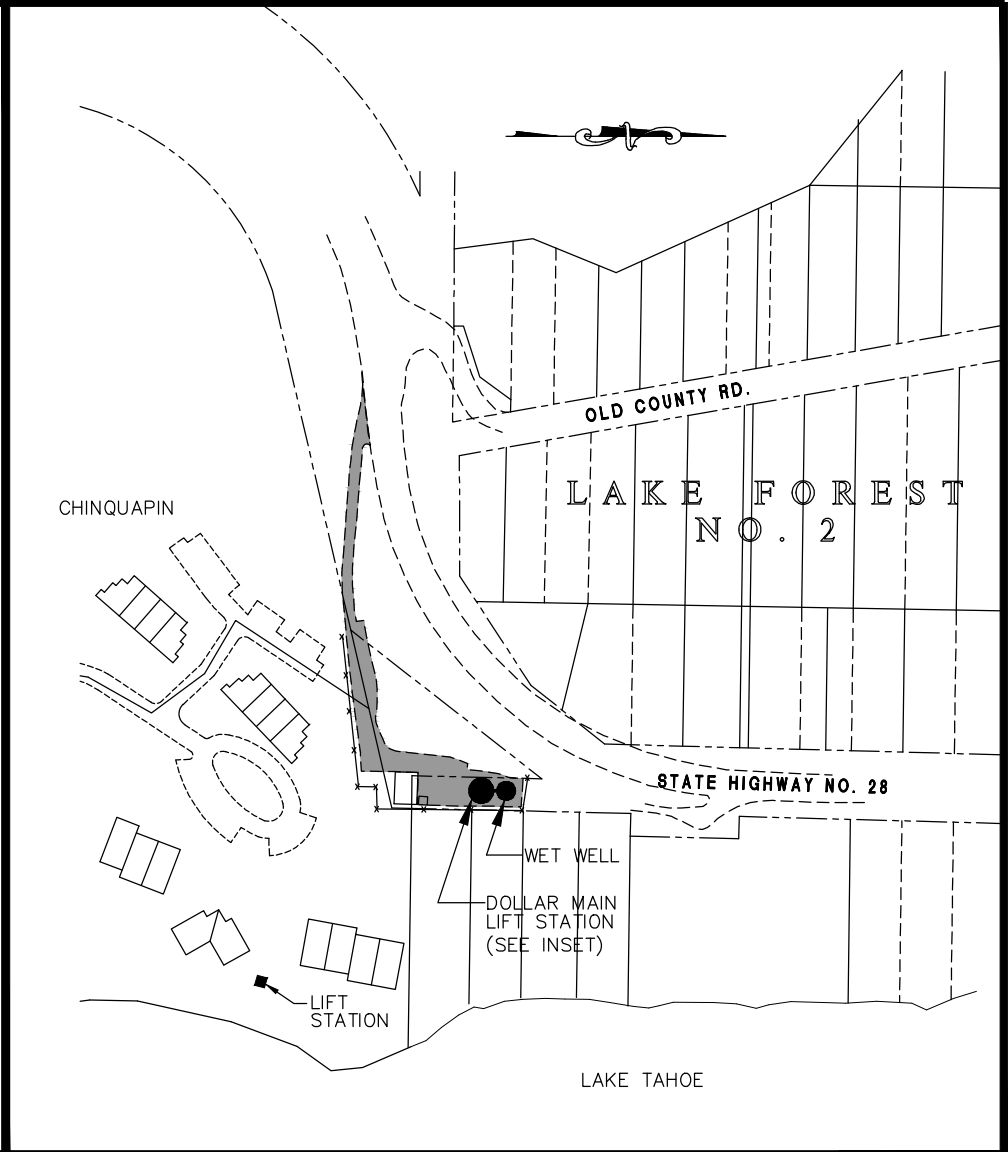 OLD COUNTY RD.
LAKE FOREST
NO. 2
CHINQUAPIN
STATE HIGHWAY NO. 28
WET WELL
DOLLAR MAIN
LIFT STATION
(SEE INSET)
LIFT
STATION
LAKE TAHOE